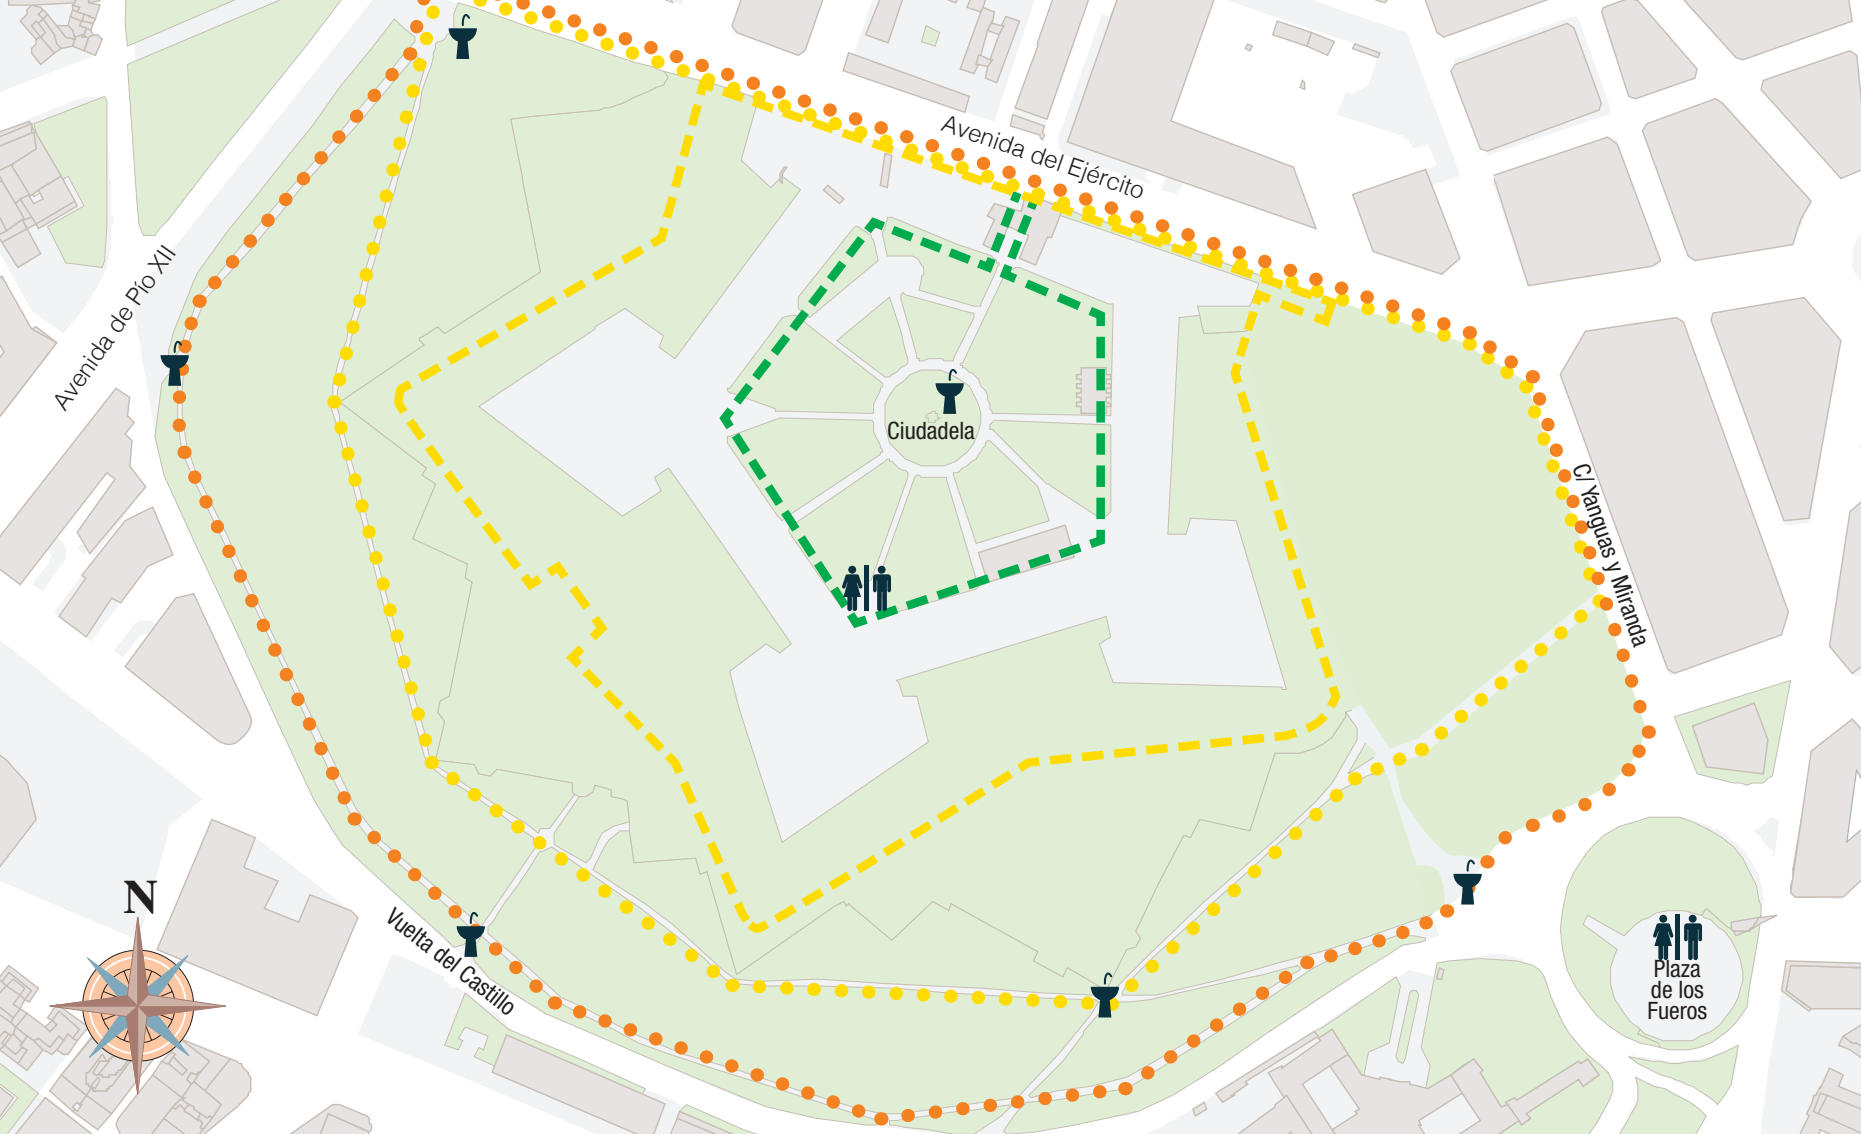 Avenida del Ejército
Avenida de Pío XII
Ciudadela
C/ Yanguas y Miranda
N
Vuelta del Castillo
Plaza
de los
Fueros